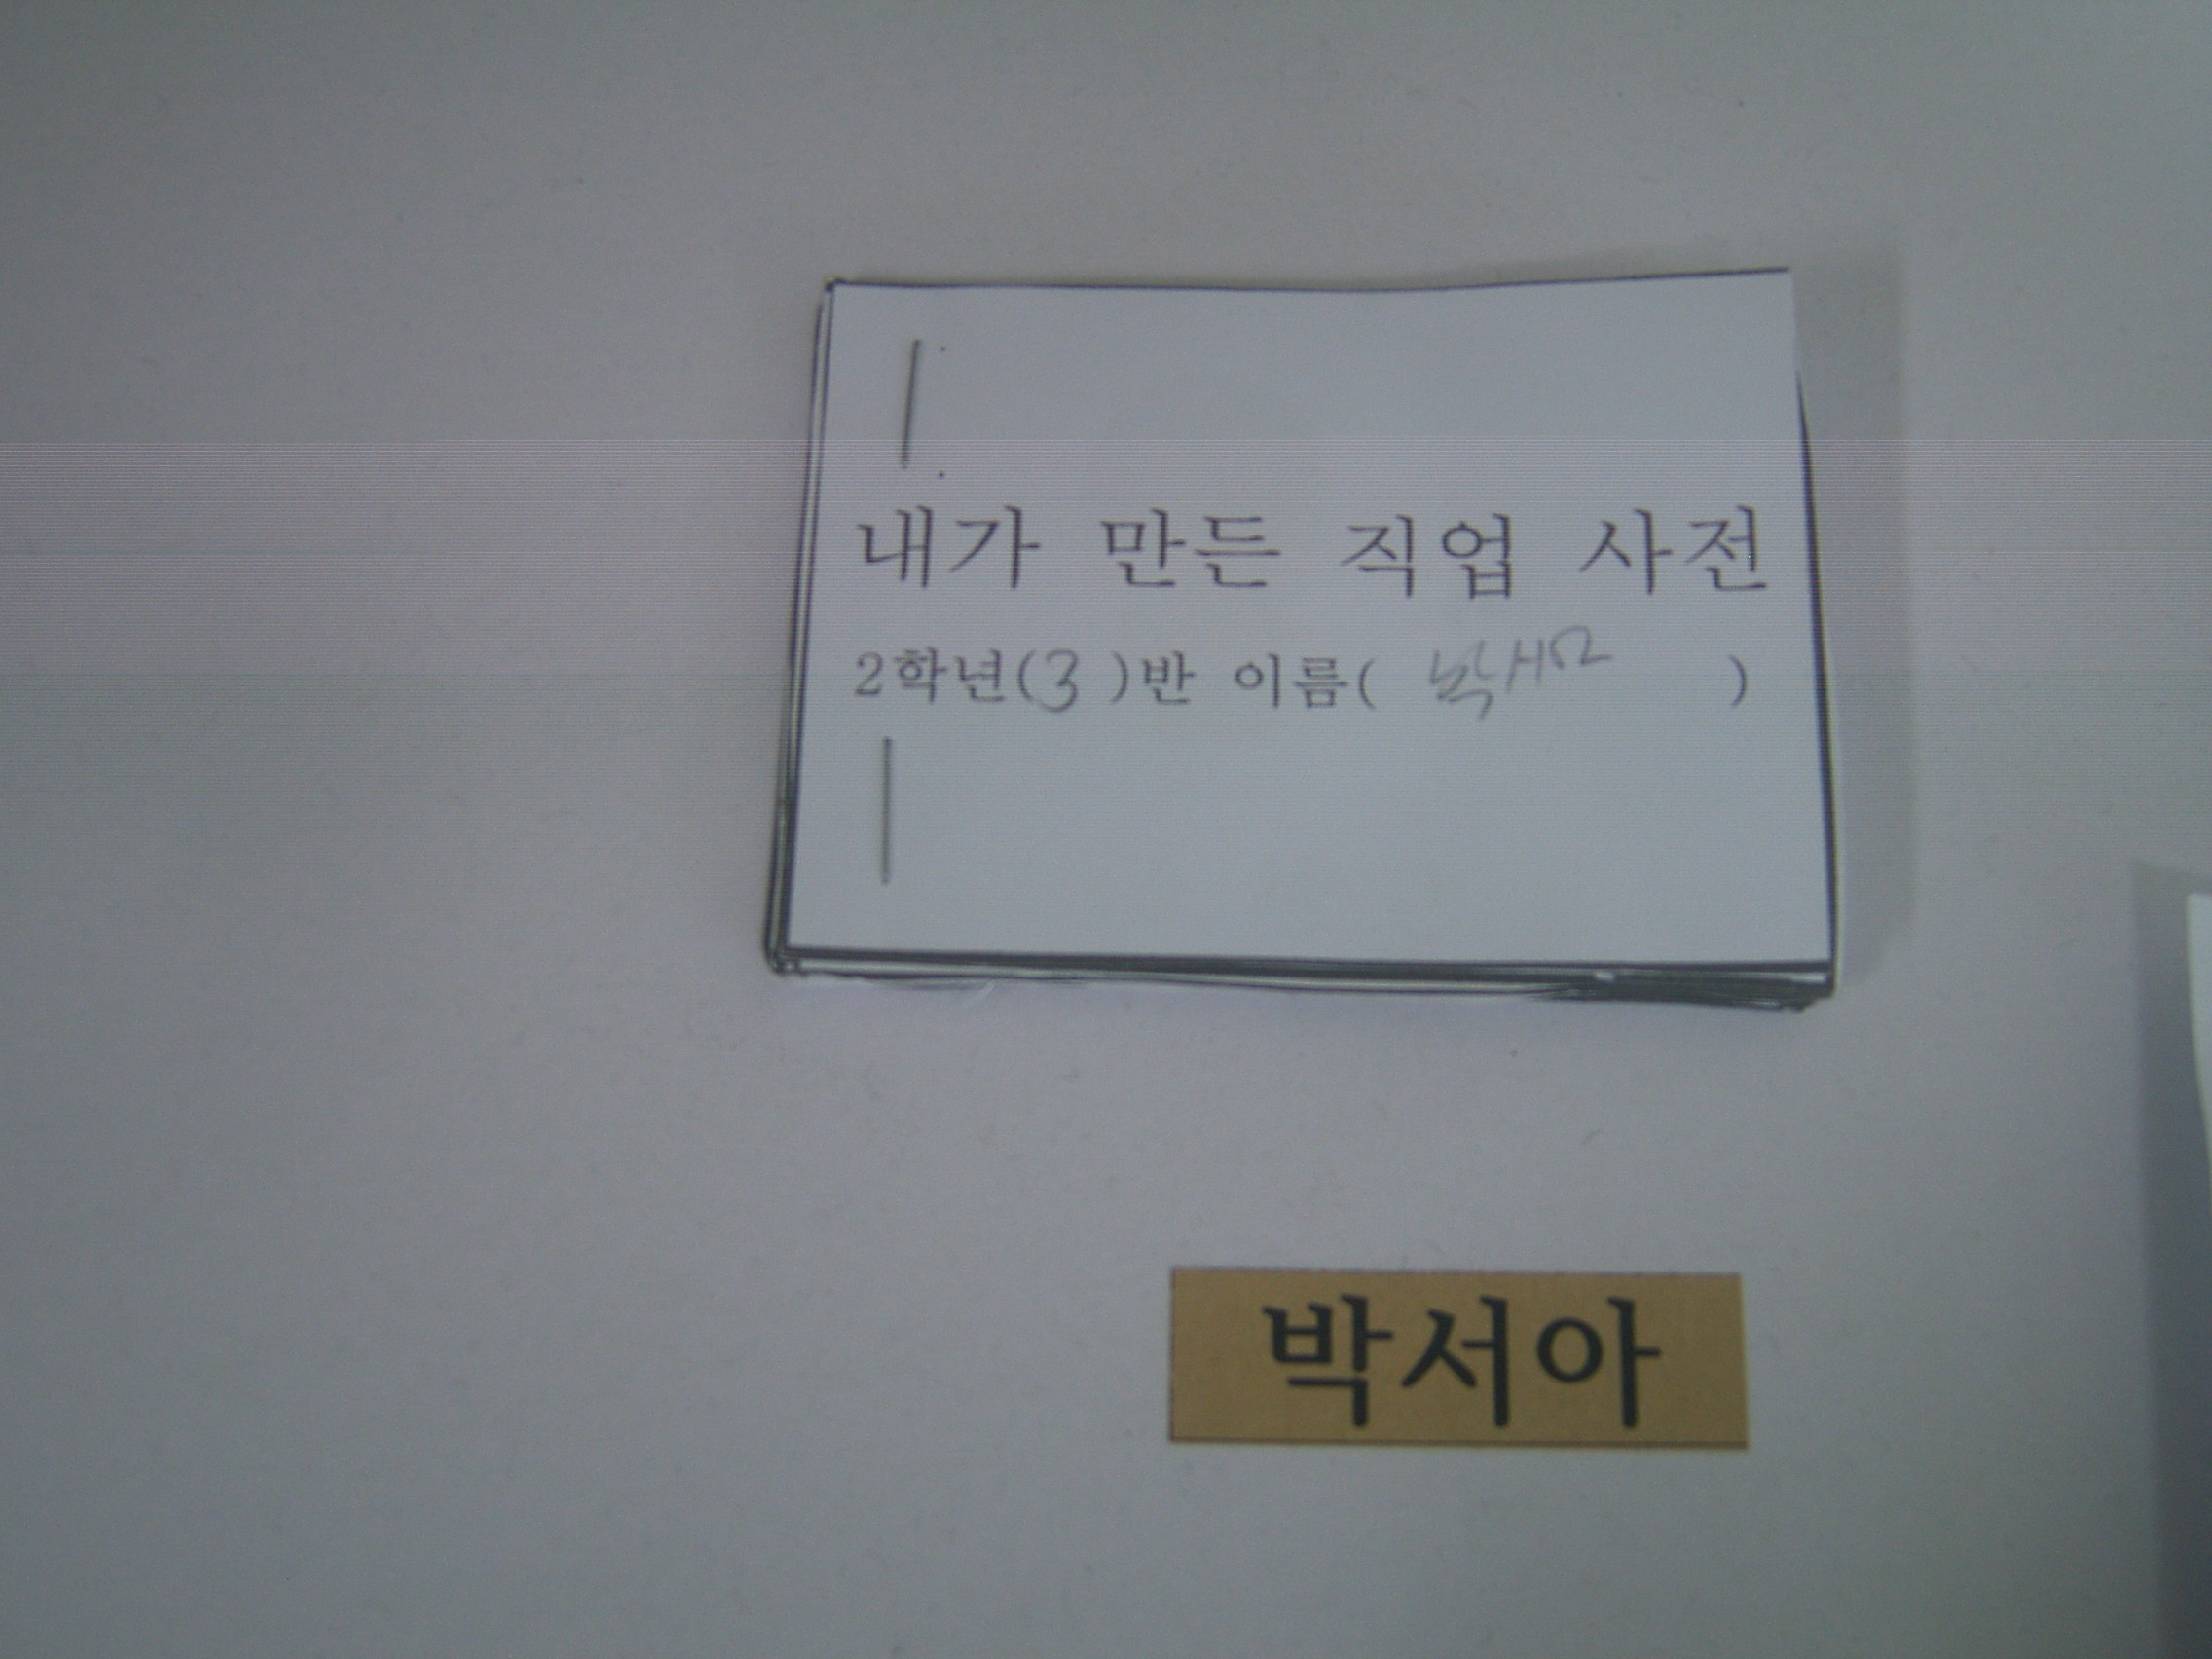 내가 만든 직업 사전
2학년(3)반 이름( 박서아 )
박서아